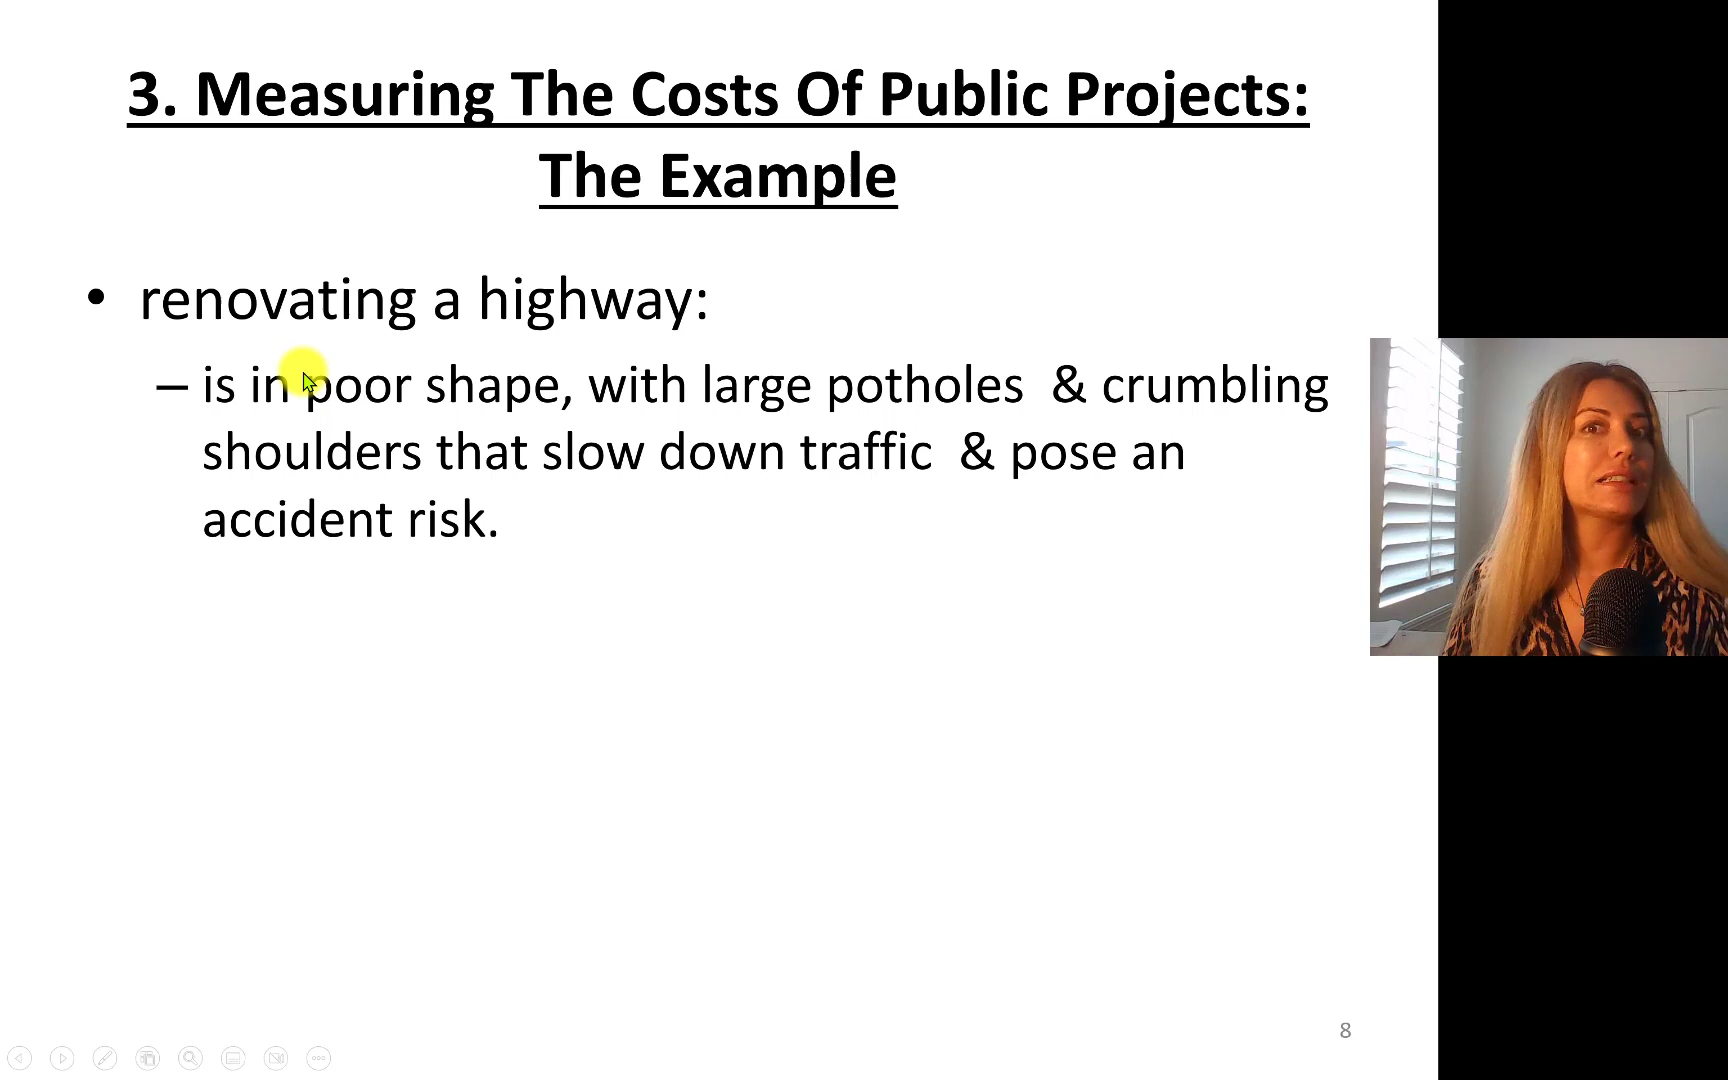 3. Measuring The Costs Of Public Projects:
The Example
• renovating a highway:
– is in poor shape, with large potholes & crumbling
shoulders that slow down traffic & pose an
accident risk.
8